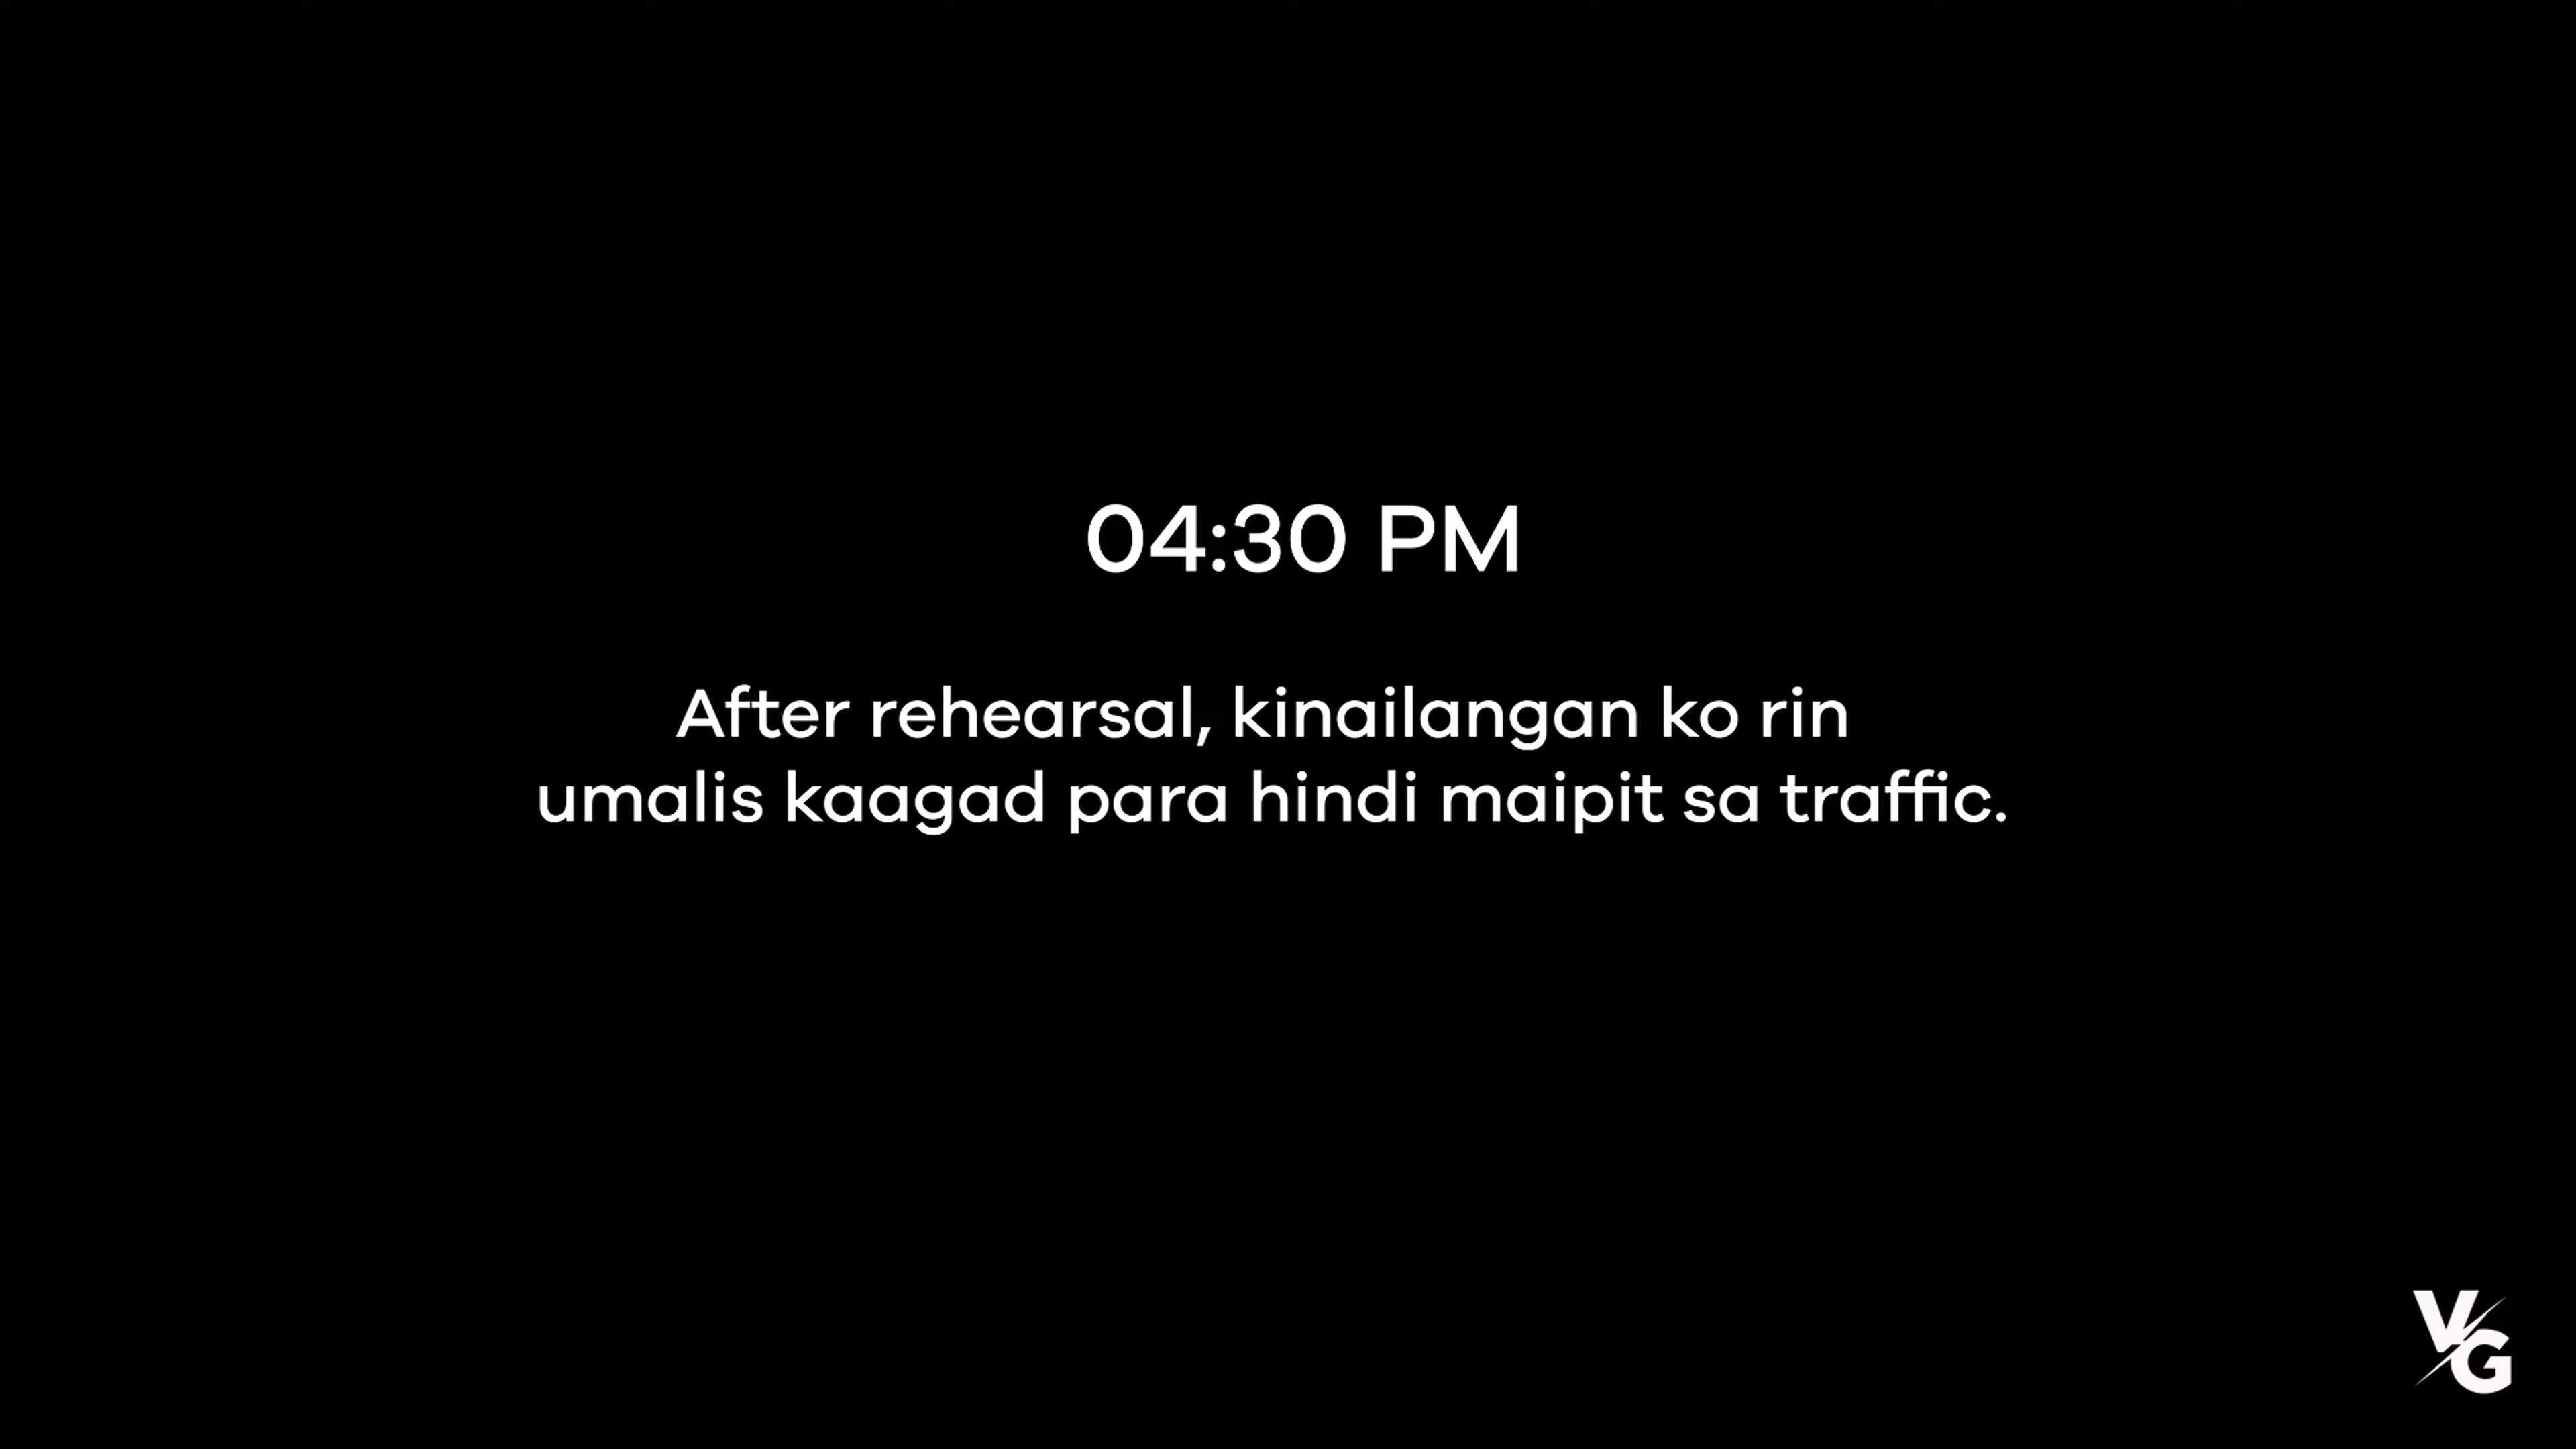 04:30 PM
After rehearsal, kinailangan ko rin
umalis kaagad para hindi maipit sa traffic.
VG